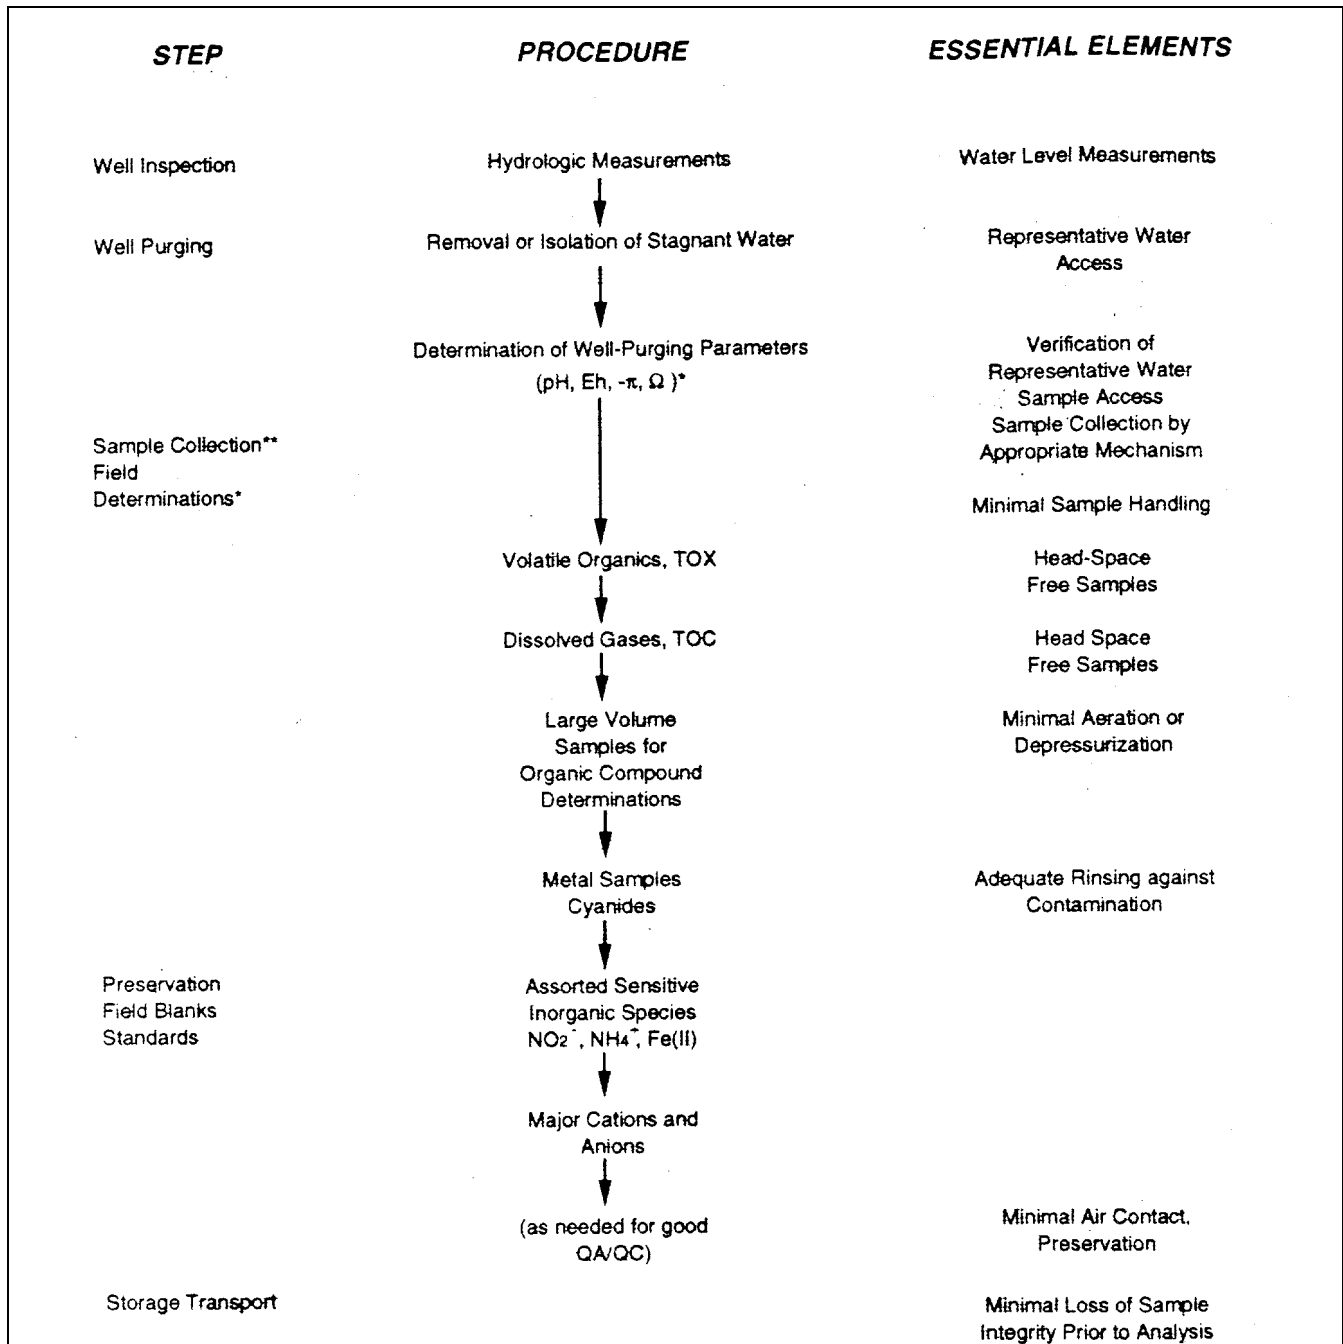 STEP PROCEDURE ESSENTIAL ELEMENTS
Well Inspection Hydrologic Measurements Water Level Measurements
Well Purging Removal or Isolation of Stagnant Water Representative Water
Access
Determination of Well-Purging Parameters
(pH, Eh, -π, Ω )*
Verification of
Representative Water
Sample Access
Sample Collection by
Appropriate Mechanism
Sample Collection**
Field
Determinations*
Minimal Sample Handling
Volatile Organics, TOX
Head-Space
Free Samples
Dissolved Gases, TOC
Head Space
Free Samples
Large Volume
Samples for
Organic Compound
Determinations
Minimal Aeration or
Depressurization
Metal Samples
Cyanides
Adequate Rinsing against
Contamination
Preservation
Field Blanks
Standards
Assorted Sensitive
Inorganic Species
NO2⁻, NH4⁺, Fe(II)
Major Cations and
Anions
(as needed for good
QA/QC)
Minimal Air Contact,
Preservation
Storage Transport
Minimal Loss of Sample
Integrity Prior to Analysis